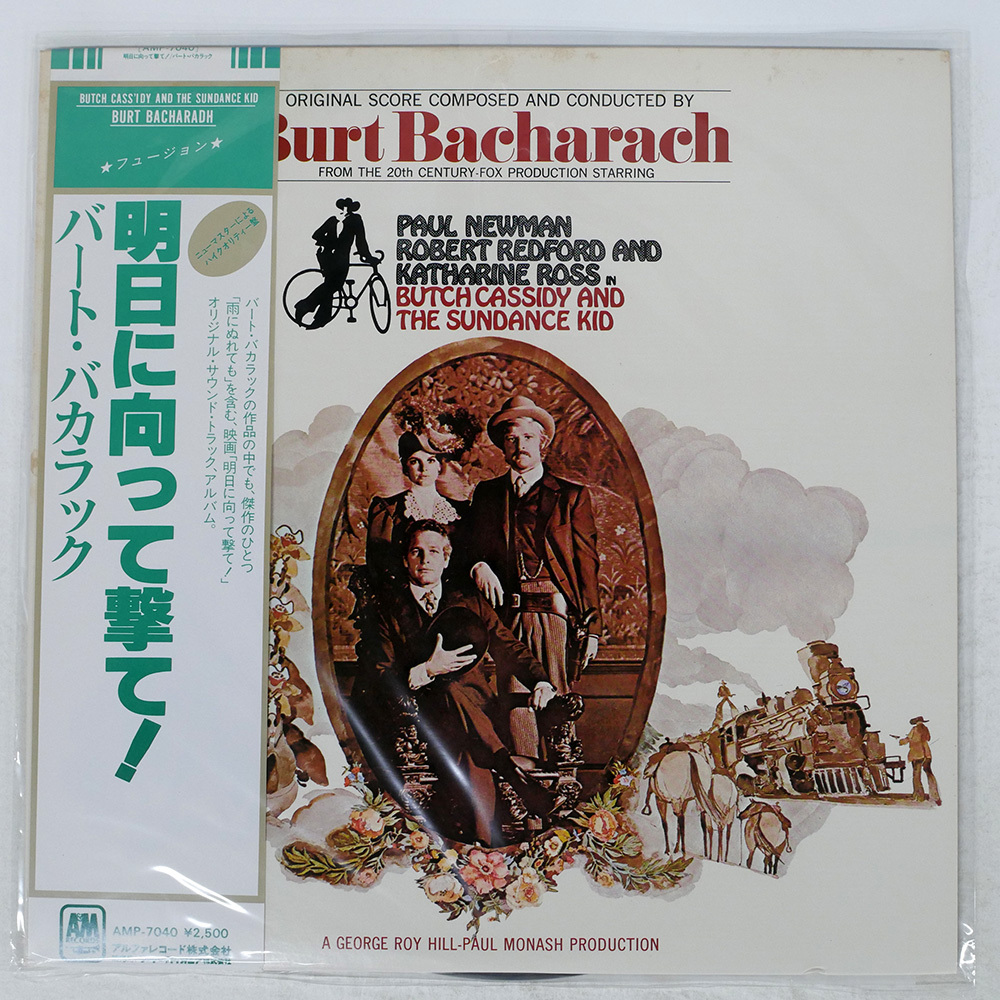 [AMP-7040]
明日に向って撃て/バート・バカラック
BUTCH CASS'IDY AND THE SUNDANCE KID
BURT BACHARADH
★フュージョン★
明日に向って撃て!
バート・バカラック
ニューマスターによる
ハイクオリティー盤
バート・バカラックの作品の中でも、傑作のひとつ
「雨にぬれても」を含む、映画「明日に向って撃て!」
オリジナル・サウンド・トラック、アルバム。
A&M
RECORDS
AMP-7040 ¥2,500
アルファレコード株式会社
ORIGINAL SCORE COMPOSED AND CONDUCTED BY
Burt Bacharach
FROM THE 20th CENTURY-FOX PRODUCTION STARRING
PAUL NEWMAN
ROBERT REDFORD AND
KATHARINE ROSS IN
BUTCH CASSIDY AND
THE SUNDANCE KID
A GEORGE ROY HILL-PAUL MONASH PRODUCTION